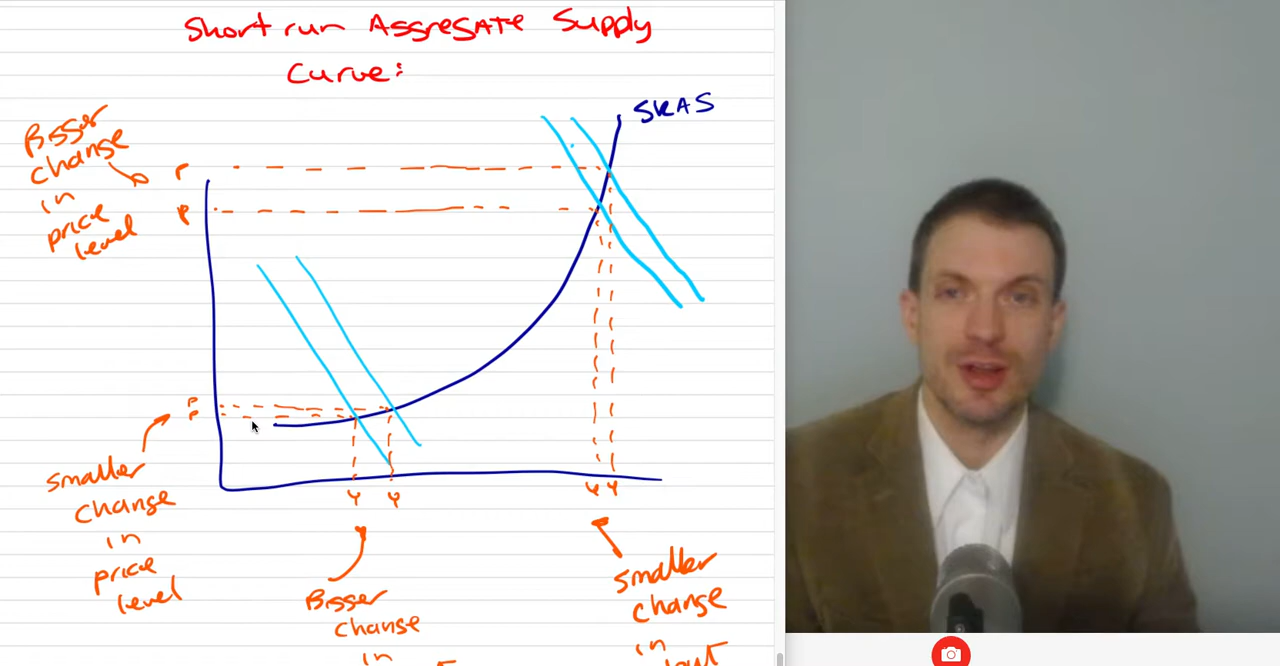 Short run Aggregate Supply
Curve:
SRAS
Bigger
change
in
price
level
P
P
P
P
smaller
change
in
price
level
Y Y
Y Y
Bigger
change
in
smaller
change
in